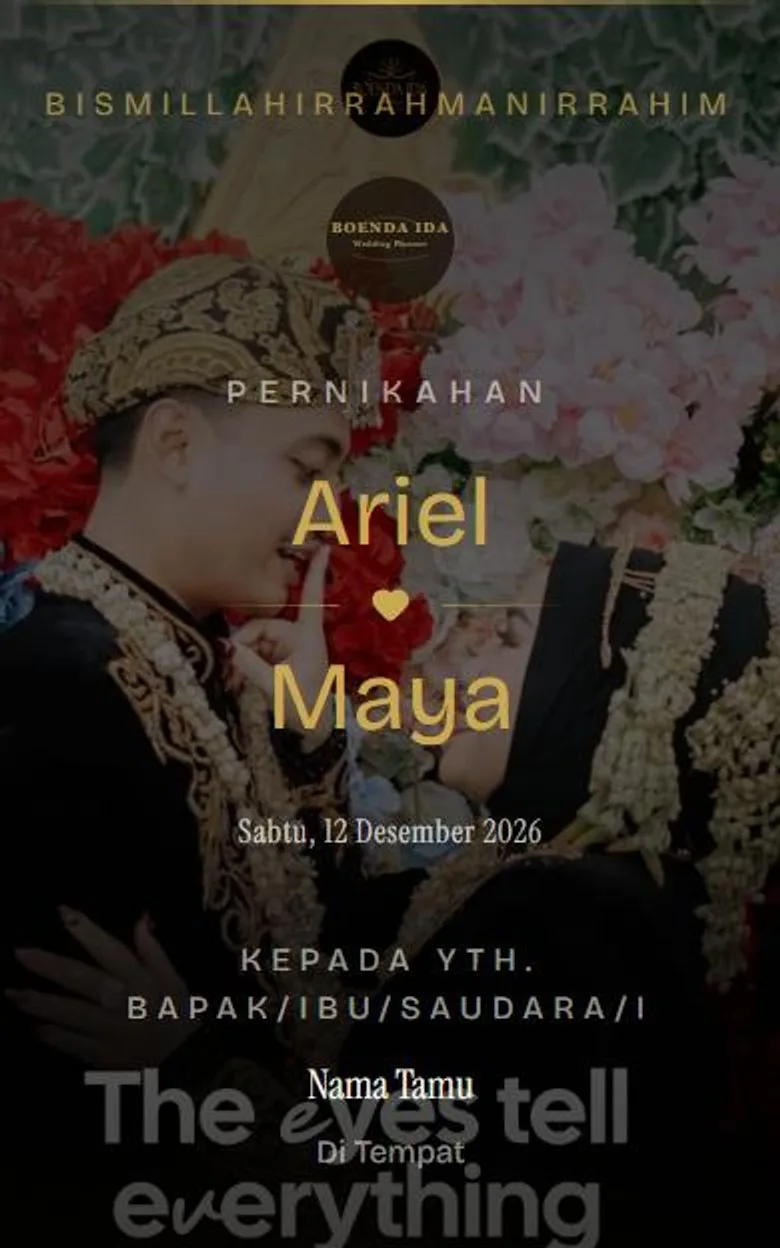 BISMILLAHIRRAHMANIRRAHIM
BOENDA IDA
Wedding Planner
PERNIKAHAN
Ariel
Maya
Sabtu, 12 Desember 2026
KEPADA YTH.
BAPAK/IBU/SAUDARA/I
Nama Tamu
The eyes tell
Di Tempat
everything